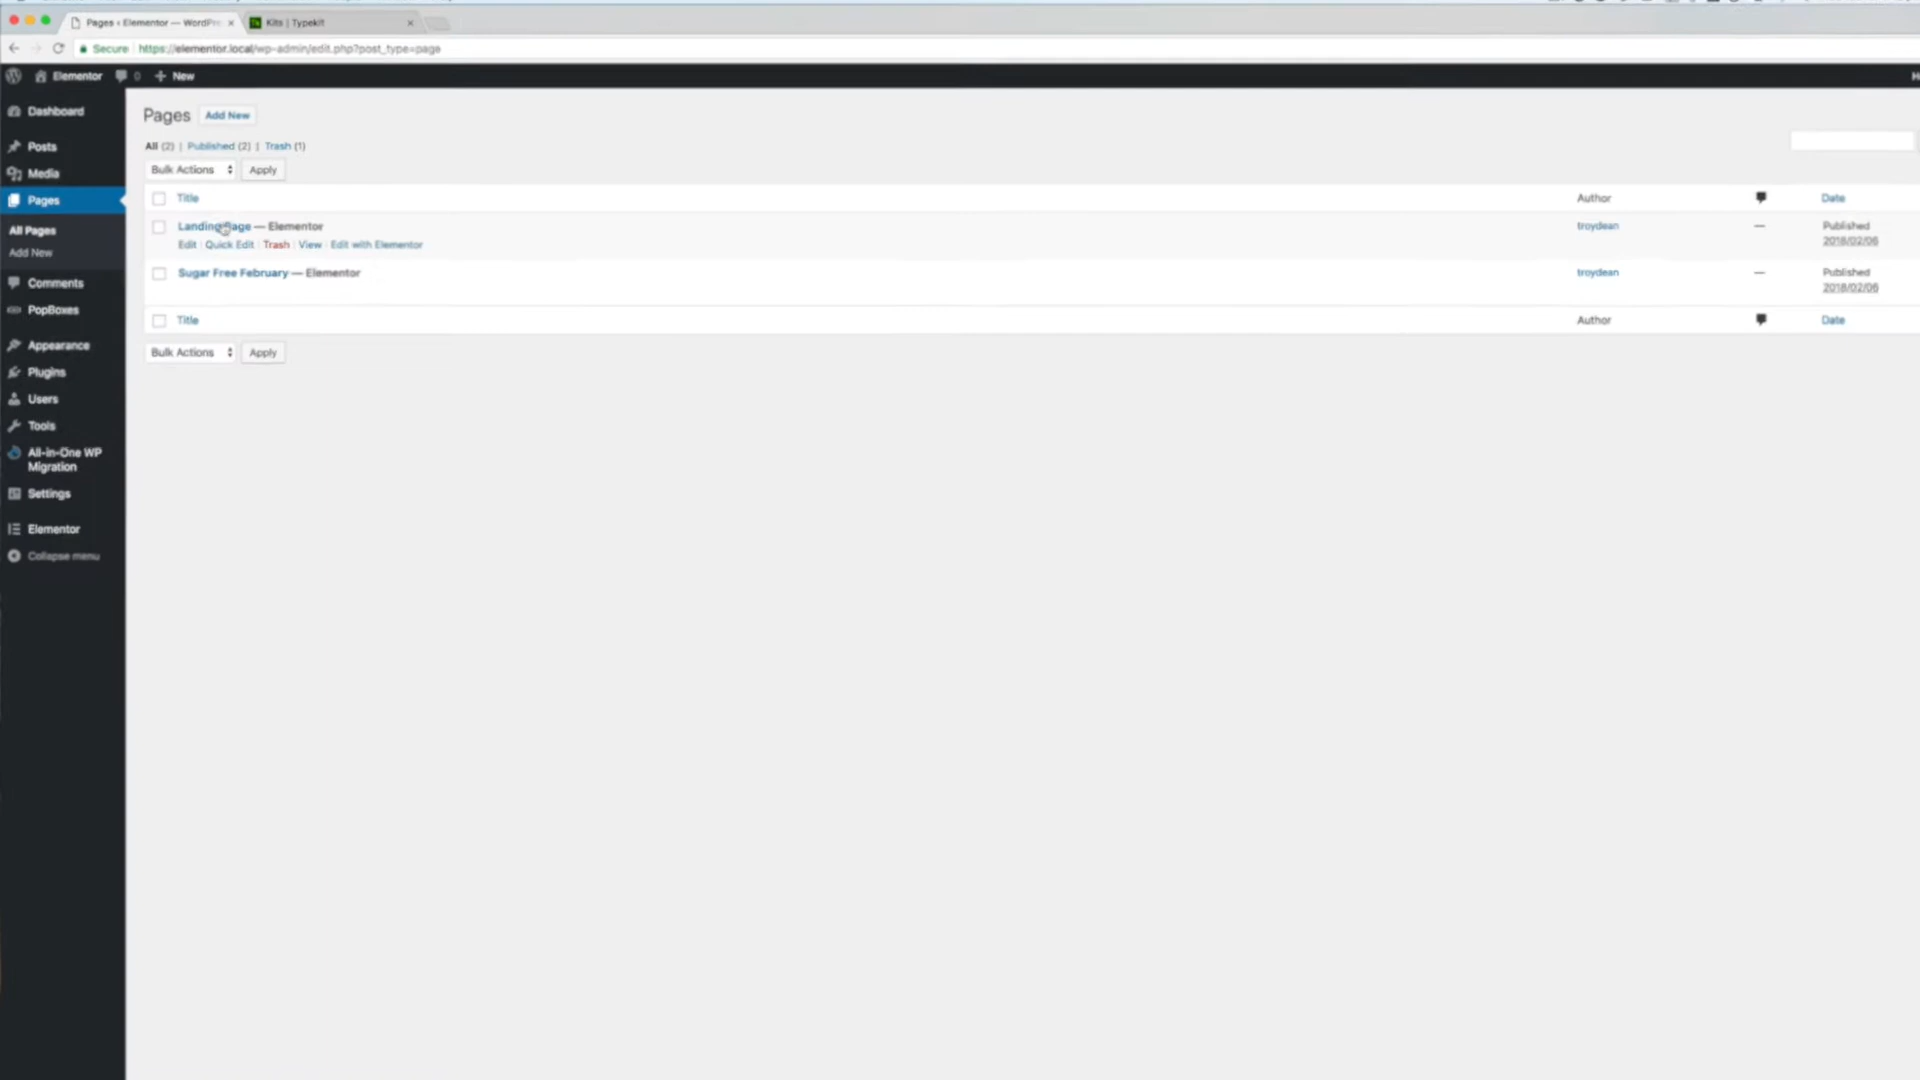 Pages ‹ Elementor — WordPre
Kits | Typekit
Secure https://elementor.local/wp-admin/edit.php?post_type=page
Elementor 0 New
Dashboard
Posts
Media
Pages
All Pages
Add New
Comments
PopBoxes
Appearance
Plugins
Users
Tools
All-in-One WP
Migration
Settings
Elementor
Collapse menu
Pages Add New
All (2) | Published (2) | Trash (1)
Bulk Actions Apply
Title Author Date
Landing Page — Elementor troydean — Published
2018/02/06
Edit | Quick Edit | Trash | View | Edit with Elementor
Sugar Free February — Elementor troydean — Published
2018/02/06
Title Author Date
Bulk Actions Apply